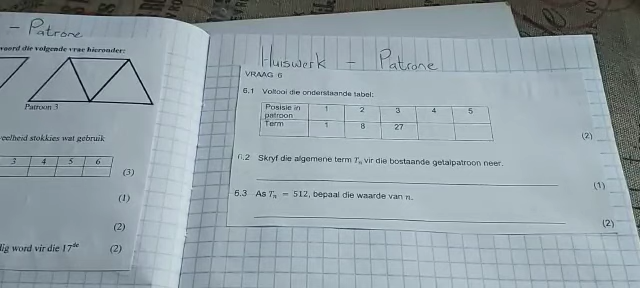 - Patrone
woord die volgende vrae hieronder:
Patroon 3
eelheid stokkies wat gebruik
3 4 5 6
(3)
(1)
(2)
lig word vir die 17de (2)
Huiswerk - Patrone
VRAAG 6
6.1 Voltooi die onderstaande tabel:
Posisie in patroon 1 2 3 4 5
Term 1 8 27
(2)
6.2 Skryf die algemene term Tn vir die bostaande getalpatroon neer.
(1)
6.3 As Tn = 512, bepaal die waarde van n.
(2)